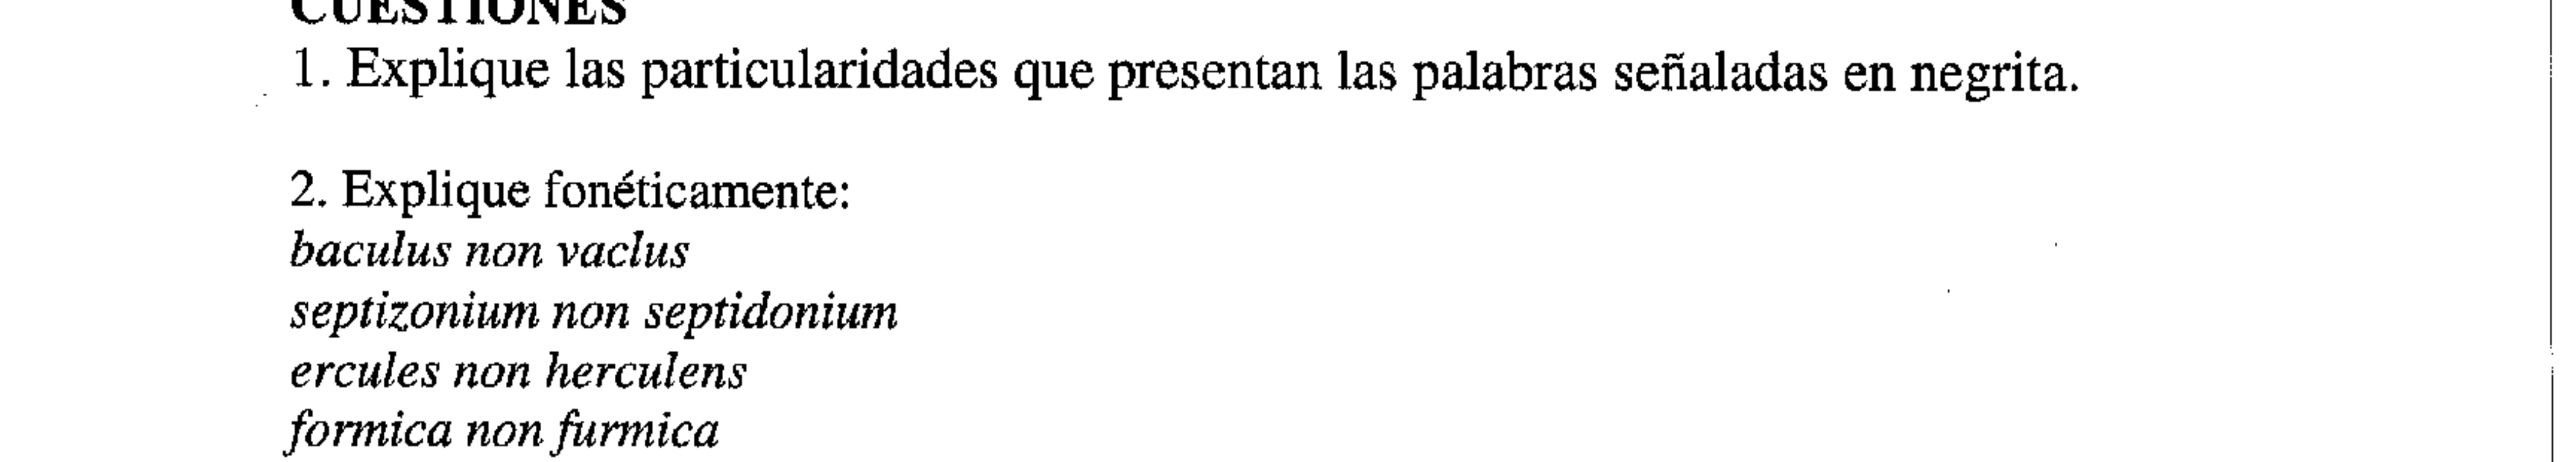 CUESTIONES
1. Explique las particularidades que presentan las palabras señaladas en negrita.
2. Explique fonéticamente:
baculus non vaclus
septizonium non septidonium
ercules non herculens
formica non furmica